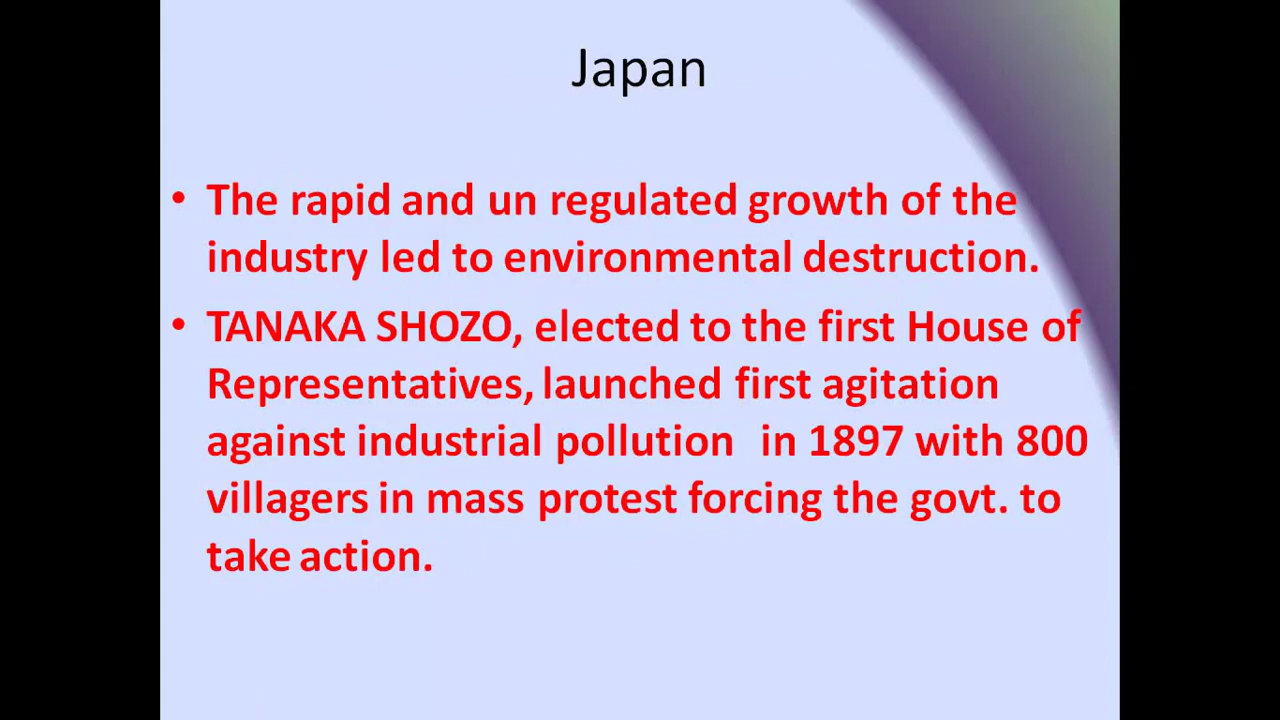 Japan
• The rapid and un regulated growth of the
industry led to environmental destruction.
• TANAKA SHOZO, elected to the first House of
Representatives, launched first agitation
against industrial pollution in 1897 with 800
villagers in mass protest forcing the govt. to
take action.